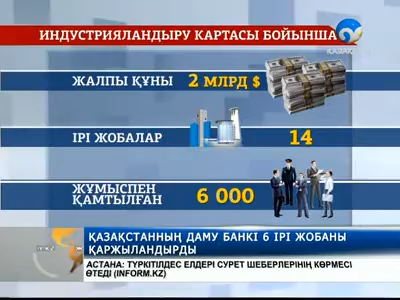 ИНДУСТРИЯЛАНДЫРУ КАРТАСЫ БОЙЫНША
ЖАЛПЫ ҚҰНЫ 2 МЛРД $
ІРІ ЖОБАЛАР 14
ЖҰМЫСПЕН
ҚАМТЫЛҒАН 6 000
ҚАЗАҚСТАННЫҢ ДАМУ БАНКІ 6 ІРІ ЖОБАНЫ
ҚАРЖЫЛАНДЫРДЫ
АСТАНА: ТҮРКІТІЛДЕС ЕЛДЕРІ СУРЕТ ШЕБЕРЛЕРІНІҢ КӨРМЕСІ
ӨТЕДІ (INFORM.KZ)